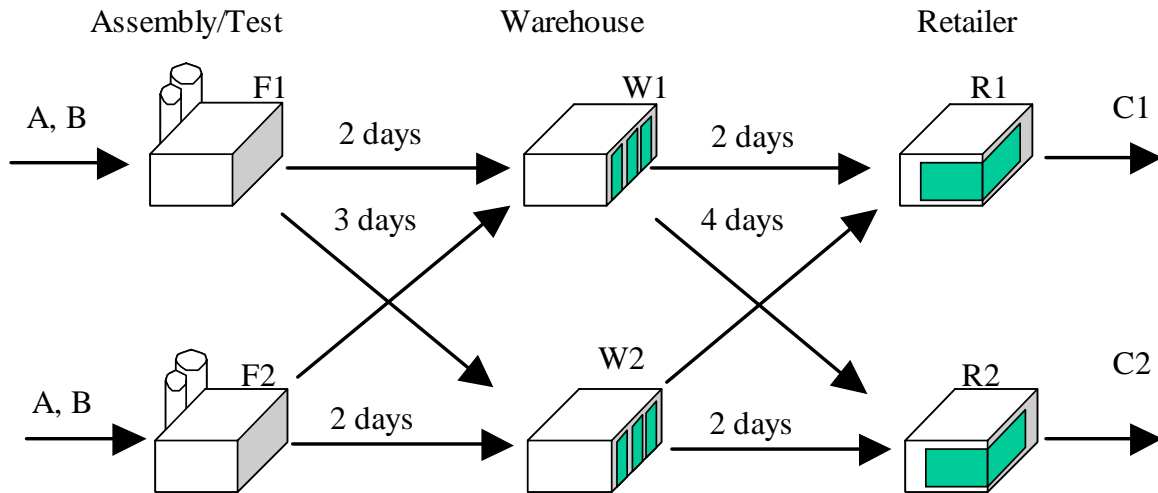 Assembly/Test
Warehouse
Retailer
F1
W1
R1
C1
A, B
2 days
2 days
3 days
4 days
F2
W2
R2
C2
A, B
2 days
2 days